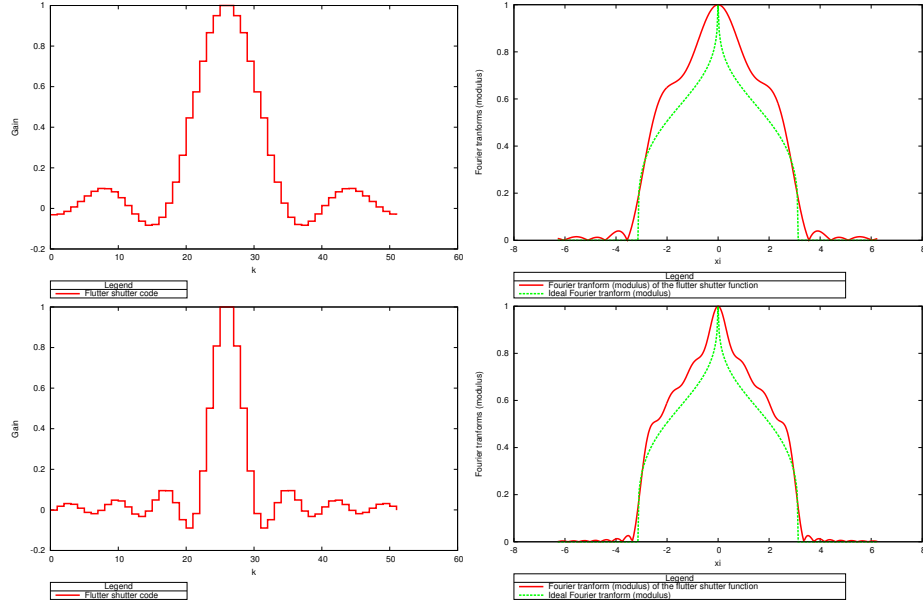 1
0.8
0.6
0.4
0.2
0
-0.2
Gain
0 10 20 30 40 50 60
k
Legend
Flutter shutter code
1
0.8
0.6
0.4
0.2
0
Fourier tranforms (modulus)
-8 -6 -4 -2 0 2 4 6 8
xi
Legend
Fourier tranform (modulus) of the flutter shutter function
Ideal Fourier tranform (modulus)
1
0.8
0.6
0.4
0.2
0
-0.2
Gain
0 10 20 30 40 50 60
k
Legend
Flutter shutter code
1
0.8
0.6
0.4
0.2
0
Fourier tranforms (modulus)
-8 -6 -4 -2 0 2 4 6 8
xi
Legend
Fourier tranform (modulus) of the flutter shutter function
Ideal Fourier tranform (modulus)